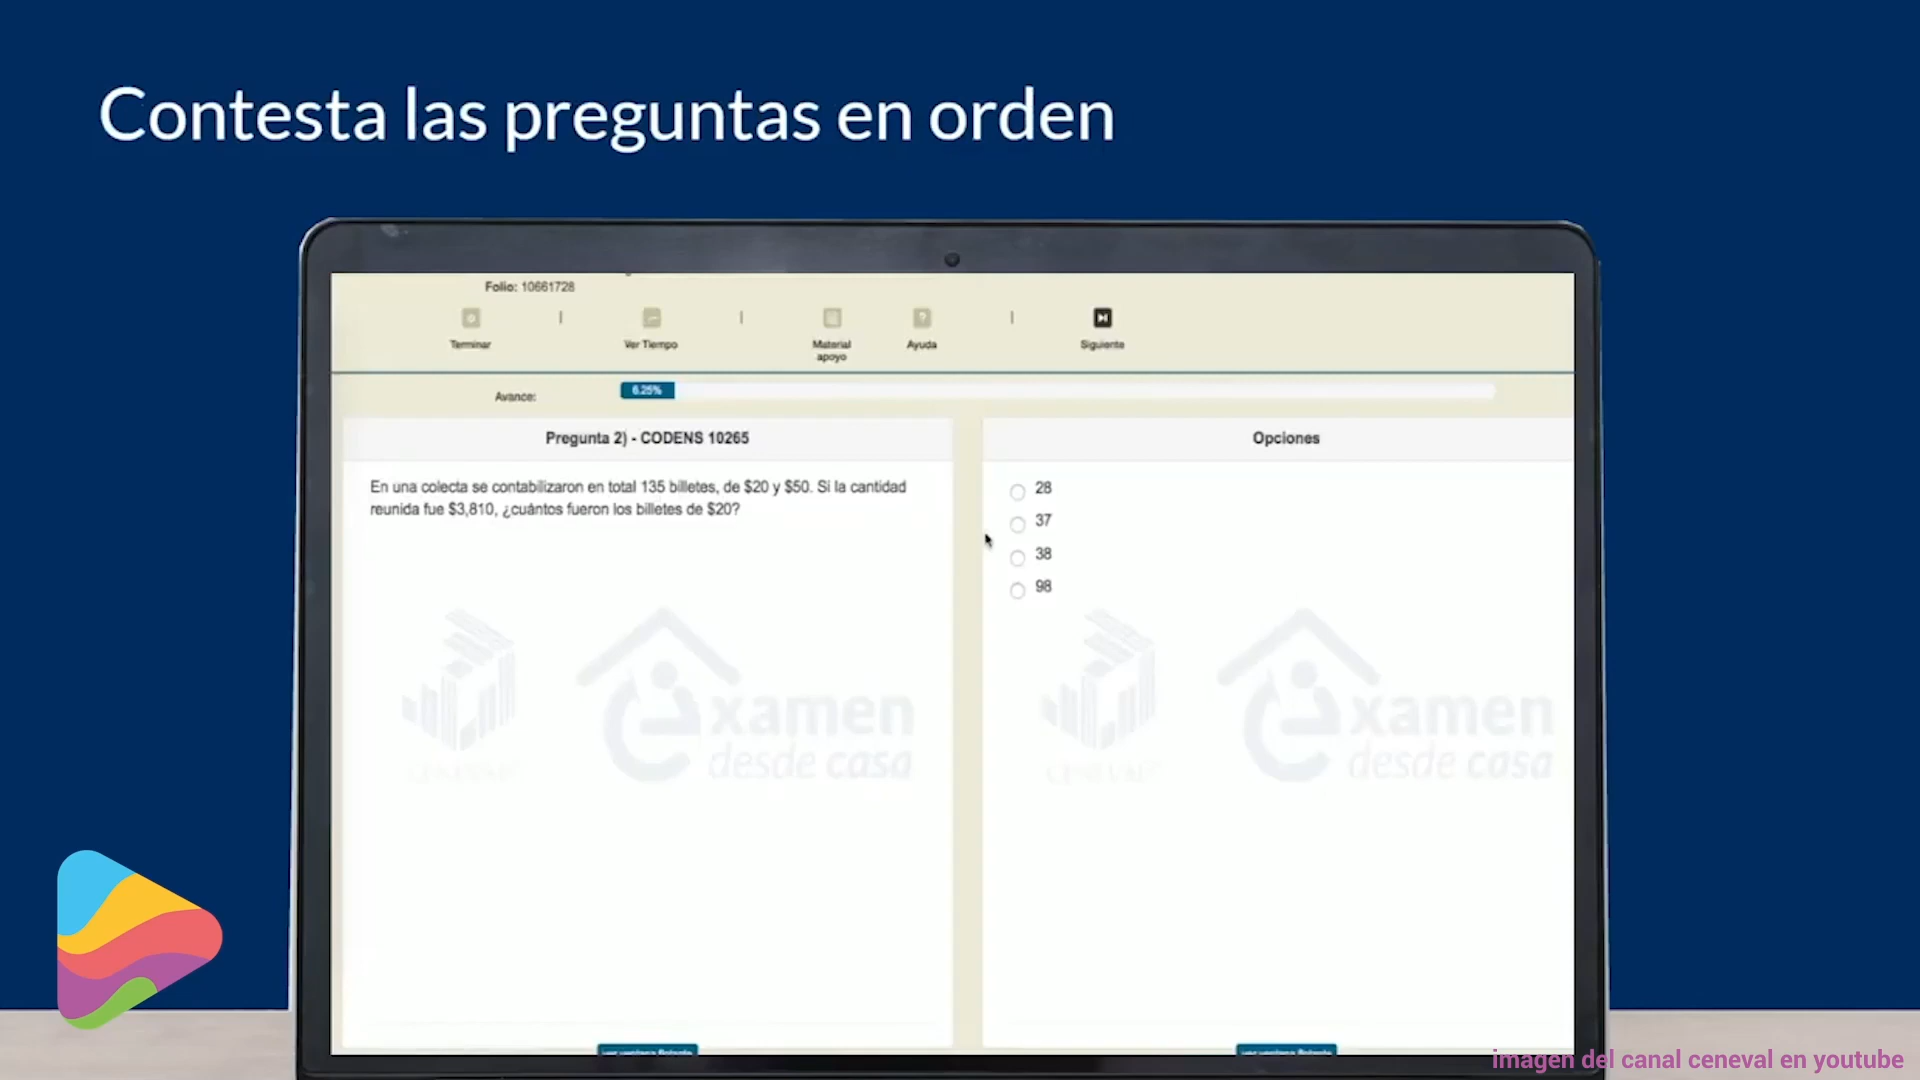 Contesta las preguntas en orden
Folio: 10661728
Terminar
Ver Tiempo
Material
apoyo
Ayuda
Siguiente
Avance:
6.25%
Pregunta 2) - CODENS 10265
En una colecta se contabilizaron en total 135 billetes, de $20 y $50. Si la cantidad
reunida fue $3,810, ¿cuántos fueron los billetes de $20?
Opciones
28
37
38
98
examen
desde casa
examen
desde casa
imagen del canal ceneval en youtube